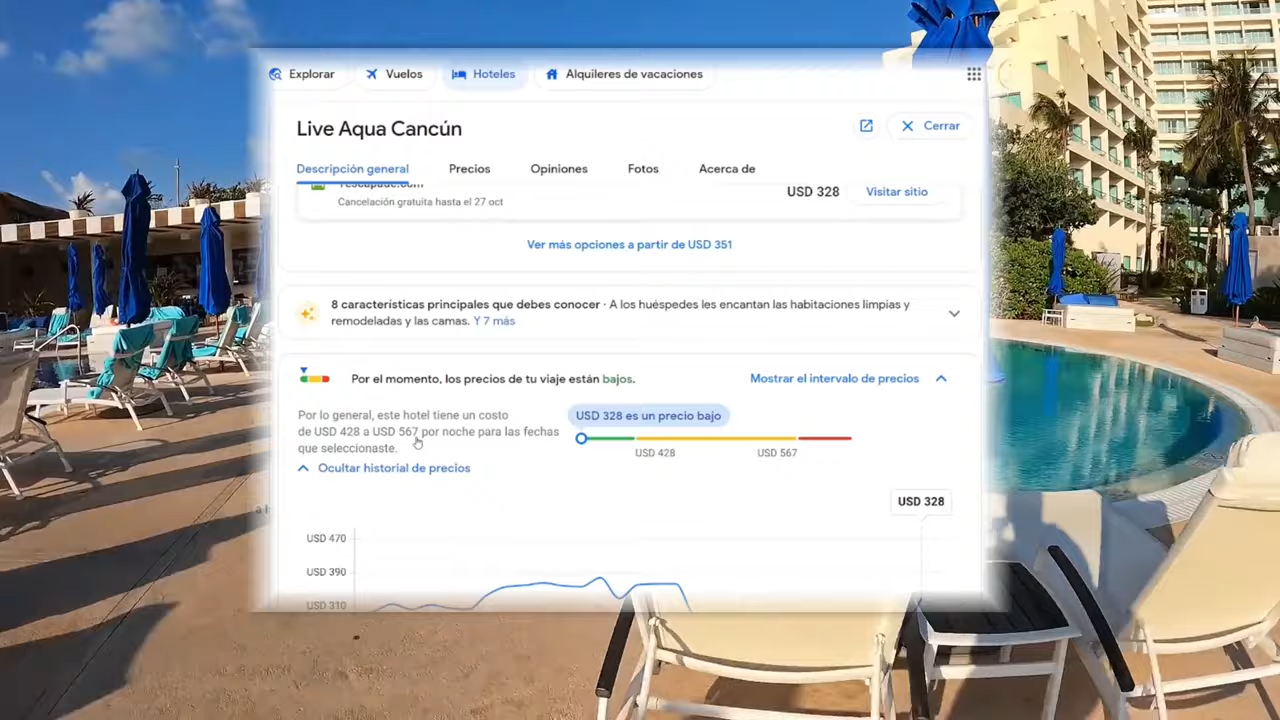 Explorar
Vuelos
Hoteles
Alquileres de vacaciones
Live Aqua Cancún
Cerrar
Descripción general
Precios
Opiniones
Fotos
Acerca de
USD 328
Visitar sitio
Cancelación gratuita hasta el 27 oct
Ver más opciones a partir de USD 351
8 características principales que debes conocer · A los huéspedes les encantan las habitaciones limpias y
remodeladas y las camas. Y 7 más
Por el momento, los precios de tu viaje están bajos.
Mostrar el intervalo de precios
Por lo general, este hotel tiene un costo
de USD 428 a USD 567 por noche para las fechas
que seleccionaste.
USD 328 es un precio bajo
USD 428
USD 567
Ocultar historial de precios
USD 328
USD 470
USD 390
USD 310